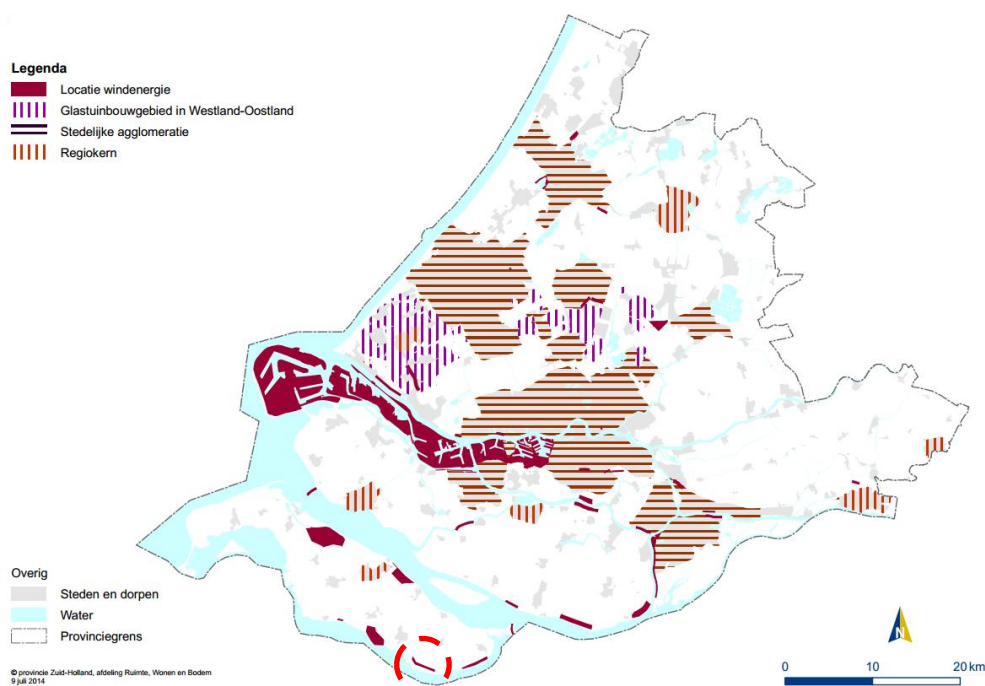 Legenda
Locatie windenergie
Glastuinbouwgebied in Westland-Oostland
Stedelijke agglomeratie
Regiokern
Overig
Steden en dorpen
Water
Provinciegrens
© provincie Zuid-Holland, afdeling Ruimte, Wonen en Bodem
9 juli 2014
N
0 10 20 km